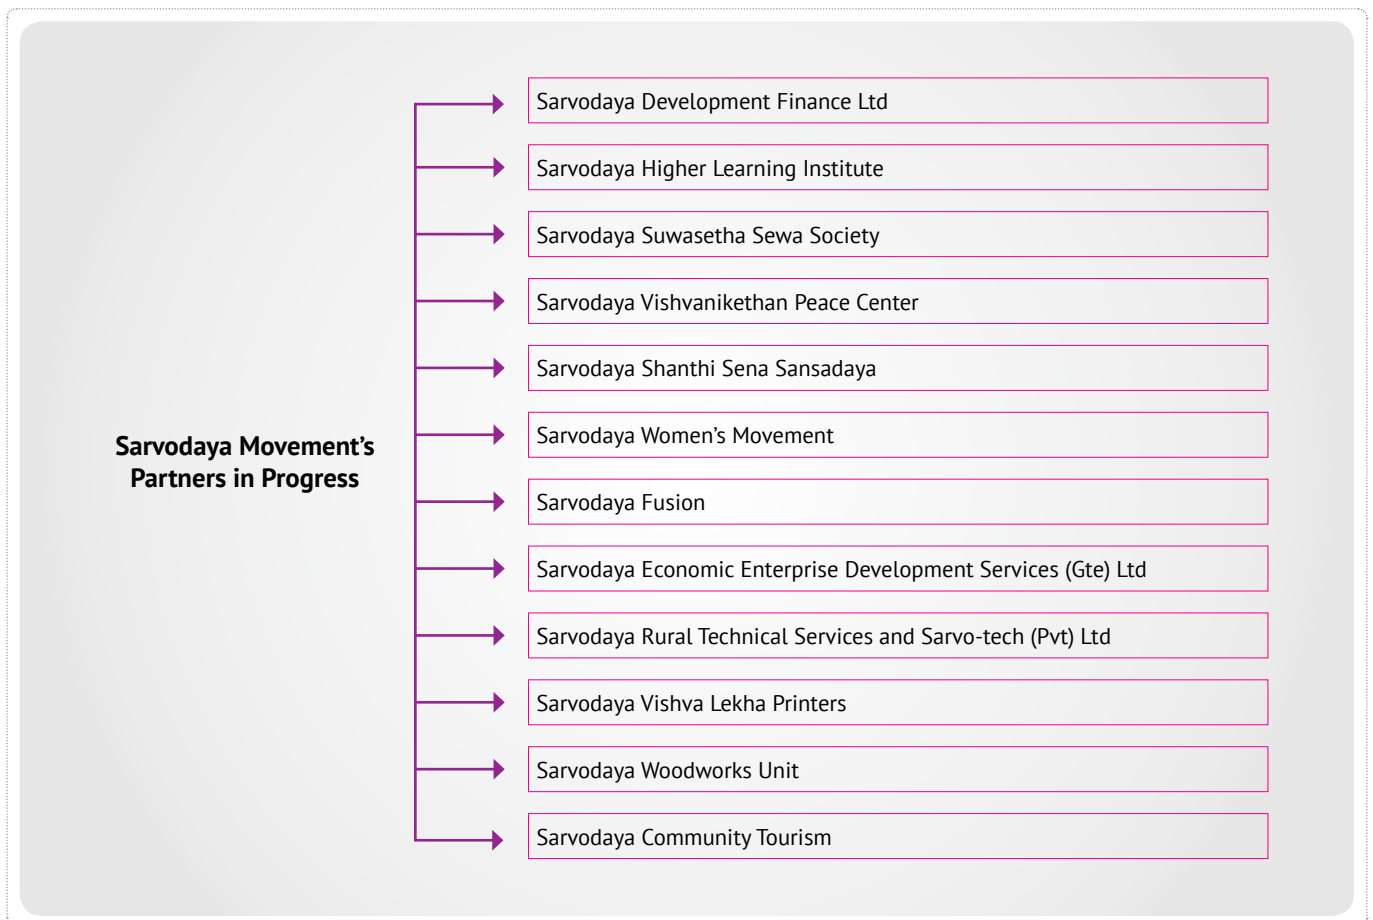 Sarvodaya Movement’s
Partners in Progress
Sarvodaya Development Finance Ltd
Sarvodaya Higher Learning Institute
Sarvodaya Suwasetha Sewa Society
Sarvodaya Vishvanikethan Peace Center
Sarvodaya Shanthi Sena Sansadaya
Sarvodaya Women’s Movement
Sarvodaya Fusion
Sarvodaya Economic Enterprise Development Services (Gte) Ltd
Sarvodaya Rural Technical Services and Sarvo-tech (Pvt) Ltd
Sarvodaya Vishva Lekha Printers
Sarvodaya Woodworks Unit
Sarvodaya Community Tourism